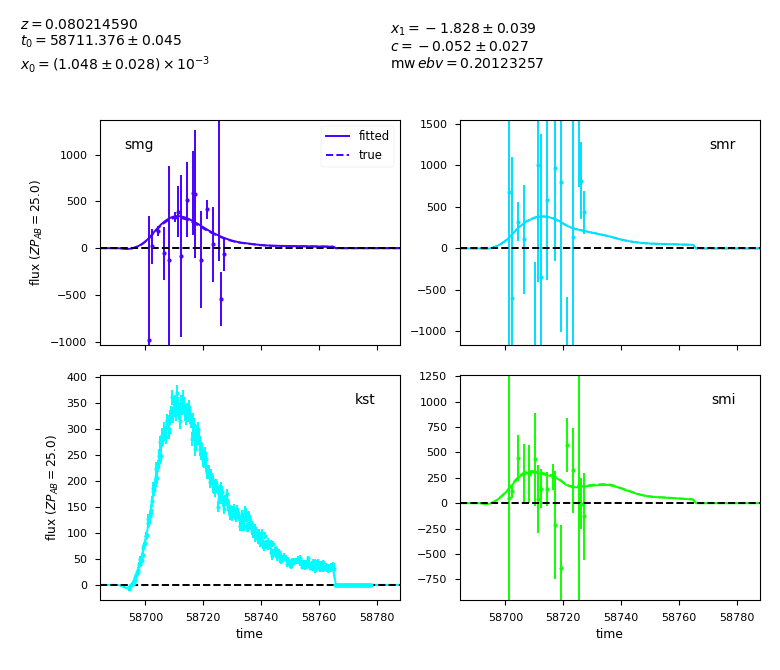 z = 0.080214590
t₀ = 58711.376 ± 0.045
x₀ = (1.048 ± 0.028) × 10⁻³
x₁ = −1.828 ± 0.039
c = −0.052 ± 0.027
mw ebv = 0.20123257
smg
fitted
true
1000
500
0
−500
−1000
flux (ZP_AB = 25.0)
smr
1500
1000
500
0
−500
−1000
kst
400
350
300
250
200
150
100
50
0
flux (ZP_AB = 25.0)
58700 58720 58740 58760 58780
time
smi
1250
1000
750
500
250
0
−250
−500
−750
58700 58720 58740 58760 58780
time